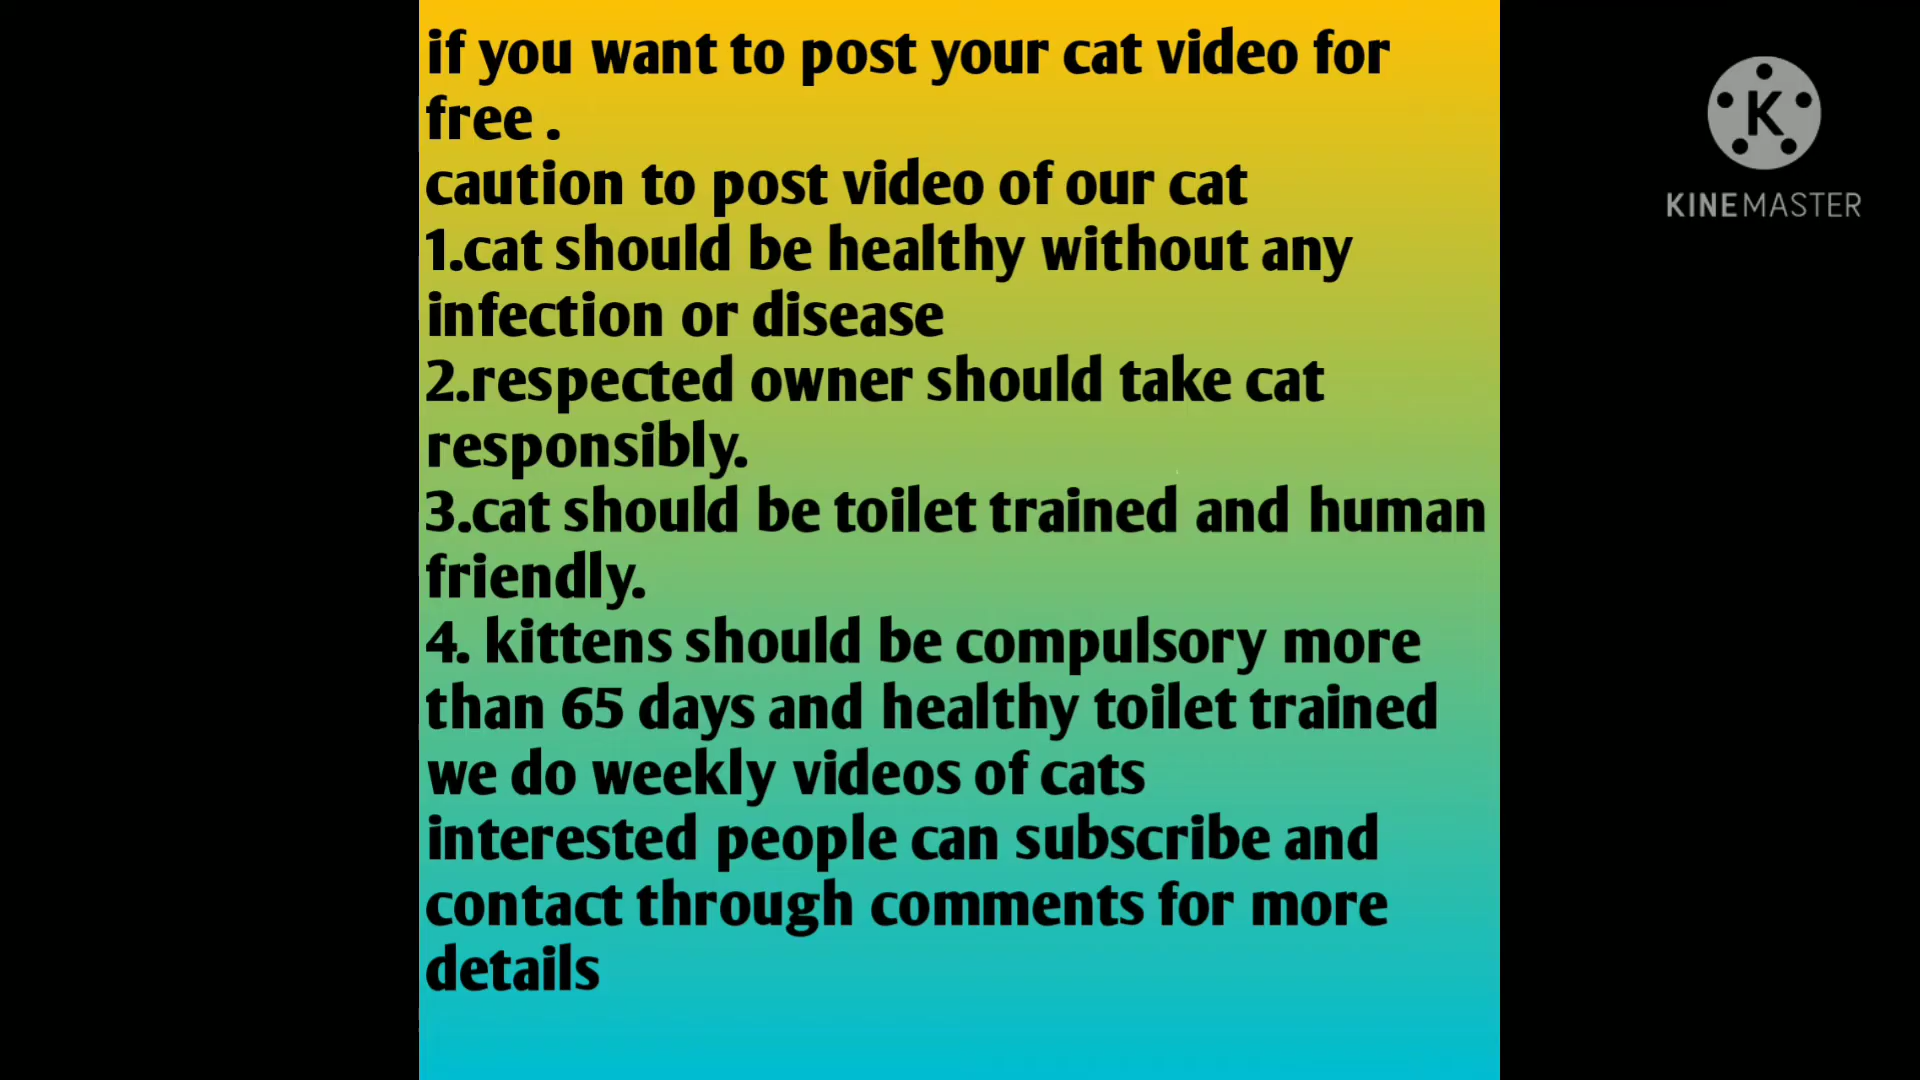 if you want to post your cat video for
free .
caution to post video of our cat
1.cat should be healthy without any
infection or disease
2.respected owner should take cat
responsibly.
3.cat should be toilet trained and human
friendly.
4. kittens should be compulsory more
than 65 days and healthy toilet trained
we do weekly videos of cats
interested people can subscribe and
contact through comments for more
details
K
KINEMASTER